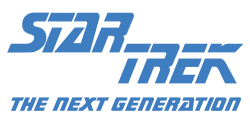 STAR
TREK
THE NEXT GENERATION